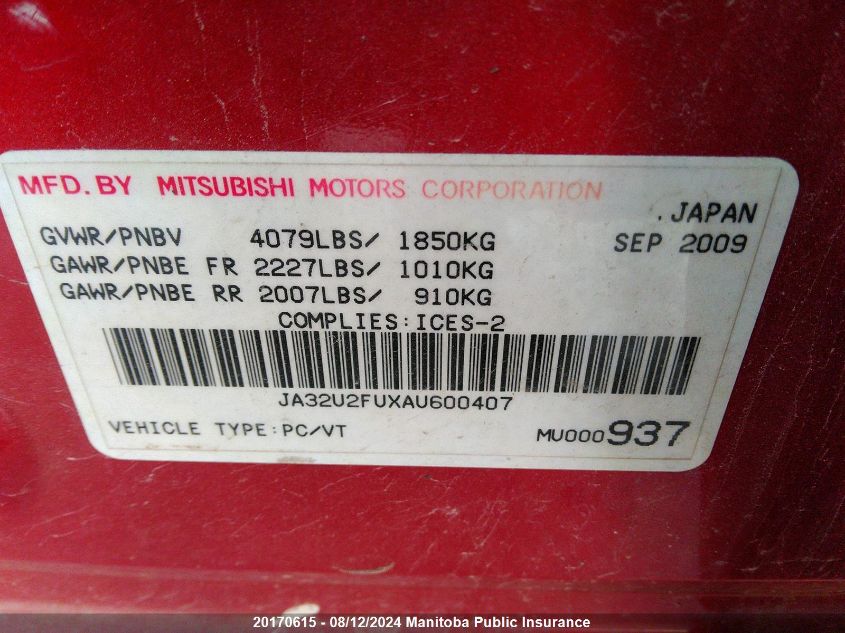 MFD. BY MITSUBISHI MOTORS CORPORATION
.JAPAN
GVWR/PNBV 4079LBS/ 1850KG SEP 2009
GAWR/PNBE FR 2227LBS/ 1010KG
GAWR/PNBE RR 2007LBS/ 910KG
COMPLIES:ICES-2
JA32U2FUXAU600407
VEHICLE TYPE:PC/VT MU000937
20170615 - 08/12/2024 Manitoba Public Insurance